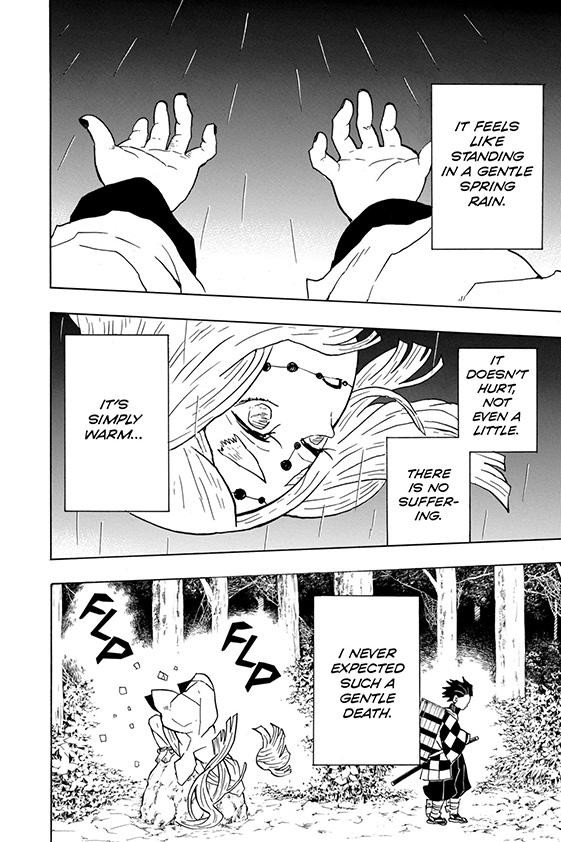 IT FEELS
LIKE
STANDING
IN A GENTLE
SPRING
RAIN.
IT
DOESN'T
HURT,
NOT
EVEN A
LITTLE.
THERE
IS NO
SUFFER-
ING.
IT'S
SIMPLY
WARM...
FLP
FLP
I NEVER
EXPECTED
SUCH A
GENTLE
DEATH.